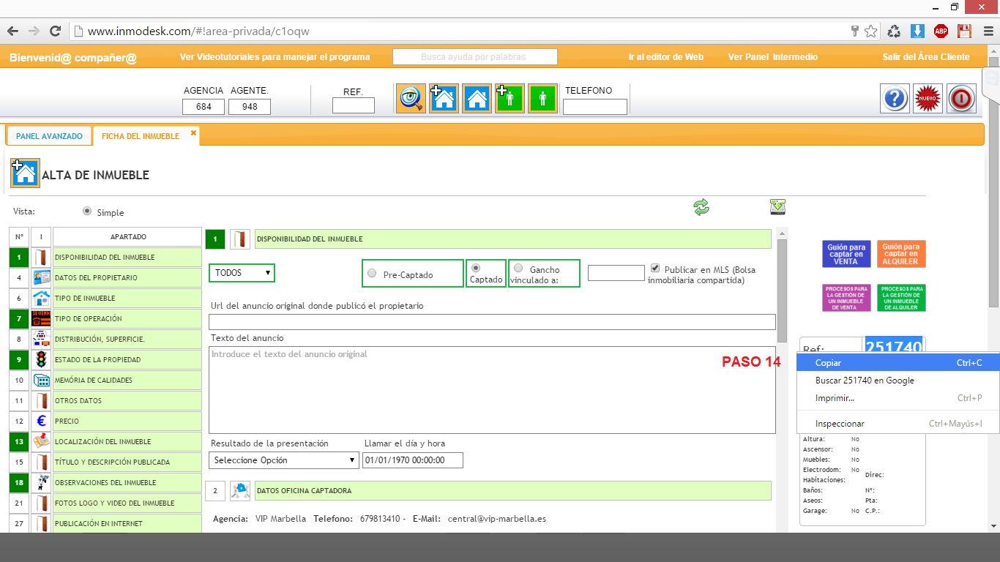 www.inmodesk.com/#!area-privada/c1oqw
ABP
Bienvenid@ compañer@
Ver Videotutoriales para manejar el programa
Busca ayuda por palabras
Ir al editor de Web
Ver Panel Intermedio
Salir del Área Cliente
AGENCIA AGENTE.
684 948
REF.
TELEFONO
NUEVO
PANEL AVANZADO
FICHA DEL INMUEBLE
ALTA DE INMUEBLE
Vista:
Simple
Nº I APARTADO
1 DISPONIBILIDAD DEL INMUEBLE
4 DATOS DEL PROPIETARIO
6 TIPO DE INMUEBLE
7 TIPO DE OPERACIÓN
8 DISTRIBUCIÓN, SUPERFICIE.
9 ESTADO DE LA PROPIEDAD
10 MEMÓRIA DE CALIDADES
11 OTROS DATOS
12 € PRECIO
13 LOCALIZACIÓN DEL INMUEBLE
15 TÍTULO Y DESCRIPCIÓN PUBLICADA
18 OBSERVACIONES DEL INMUEBLE
21 FOTOS LOGO Y VIDEO DEL INMUEBLE
27 PUBLICACIÓN EN INTERNET
1 DISPONIBILIDAD DEL INMUEBLE
TODOS
Pre-Captado
Captado
Gancho
vinculado a:
Publicar en MLS (Bolsa
inmobiliaria compartida)
Url del anuncio original donde publicó el propietario
Texto del anuncio
Introduce el texto del anuncio original
PASO 14
Resultado de la presentación
Llamar el día y hora
Seleccione Opción
01/01/1970 00:00:00
2 DATOS OFICINA CAPTADORA
Agencia: VIP Marbella Telefono: 679813410 - E-Mail: central@vip-marbella.es
Guión para
captar en
VENTA
Guión para
captar en
ALQUILER
PROCESOS PARA
LA GESTIÓN DE
UN INMUEBLE
DE VENTA
PROCESOS PARA
LA GESTIÓN DE
UN INMUEBLE
DE ALQUILER
Ref: 251740
Copiar Ctrl+C
Buscar 251740 en Google
Imprimir... Ctrl+P
Inspeccionar Ctrl+Mayús+I
Altura: No
Ascensor: No
Muebles: No
Electrodom: No
Habitaciones:
Baños:
Aseos:
Garage: No
Direc:
Nº:
Pta:
C.P.: